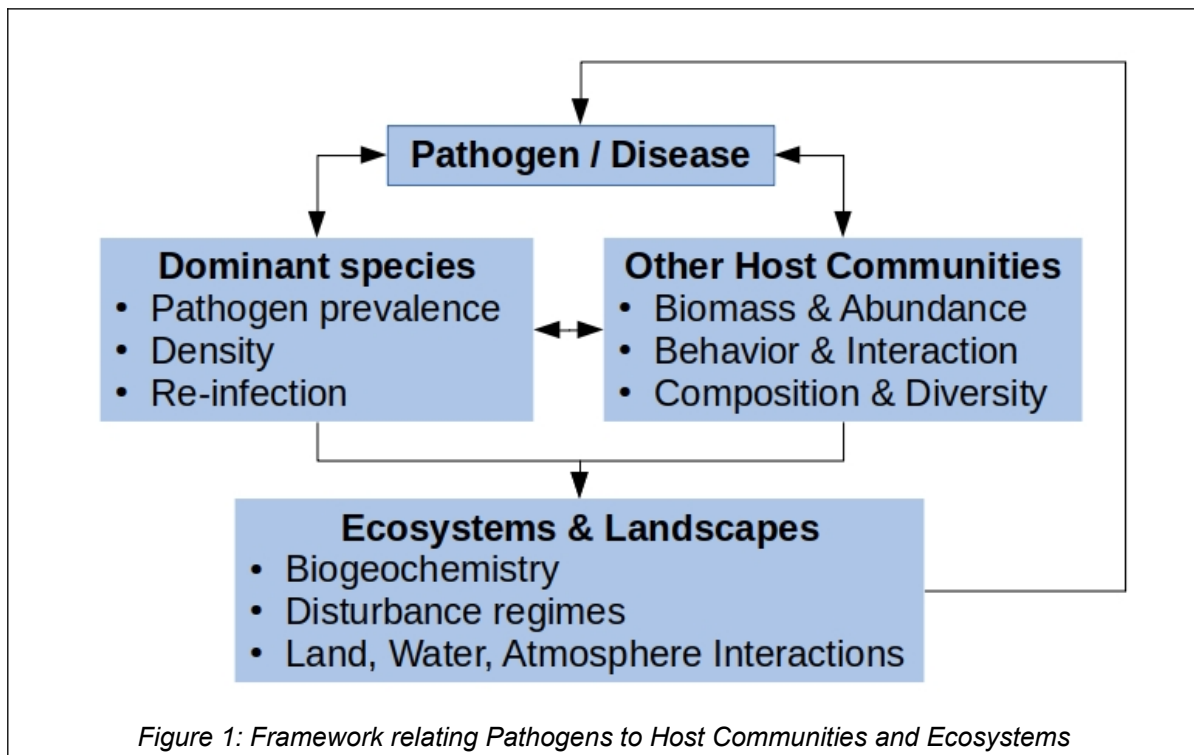 Pathogen / Disease
Dominant species
• Pathogen prevalence
• Density
• Re-infection
Other Host Communities
• Biomass & Abundance
• Behavior & Interaction
• Composition & Diversity
Ecosystems & Landscapes
• Biogeochemistry
• Disturbance regimes
• Land, Water, Atmosphere Interactions
Figure 1: Framework relating Pathogens to Host Communities and Ecosystems